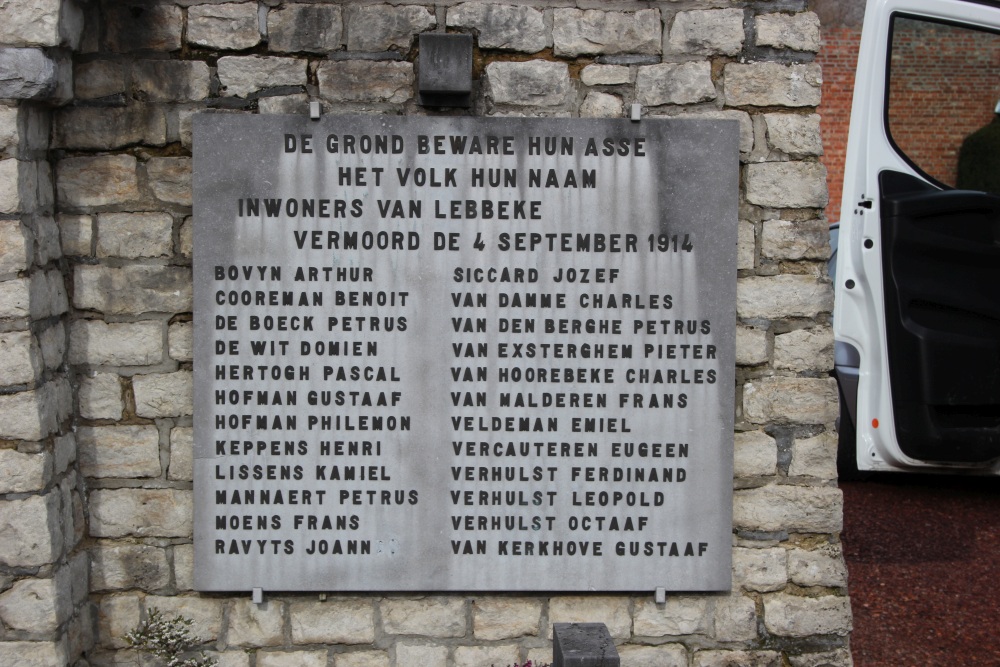 DE GROND BEWARE HUN ASSE
HET VOLK HUN NAAM
INWONERS VAN LEBBEKE
VERMOORD DE 4 SEPTEMBER 1914
BOVYN ARTHUR
COOREMAN BENOIT
DE BOECK PETRUS
DE WIT DOMIEN
HERTOGH PASCAL
HOFMAN GUSTAAF
HOFMAN PHILEMON
KEPPENS HENRI
LISSENS KAMIEL
MANNAERT PETRUS
MOENS FRANS
RAVYTS JOANN
SICCARD JOZEF
VAN DAMME CHARLES
VAN DEN BERGHE PETRUS
VAN EXSTERGHEM PIETER
VAN HOOREBEKE CHARLES
VAN MALDEREN FRANS
VELDEMAN EMIEL
VERCAUTEREN EUGEEN
VERHULST FERDINAND
VERHULST LEOPOLD
VERHULST OCTAAF
VAN KERKHOVE GUSTAAF